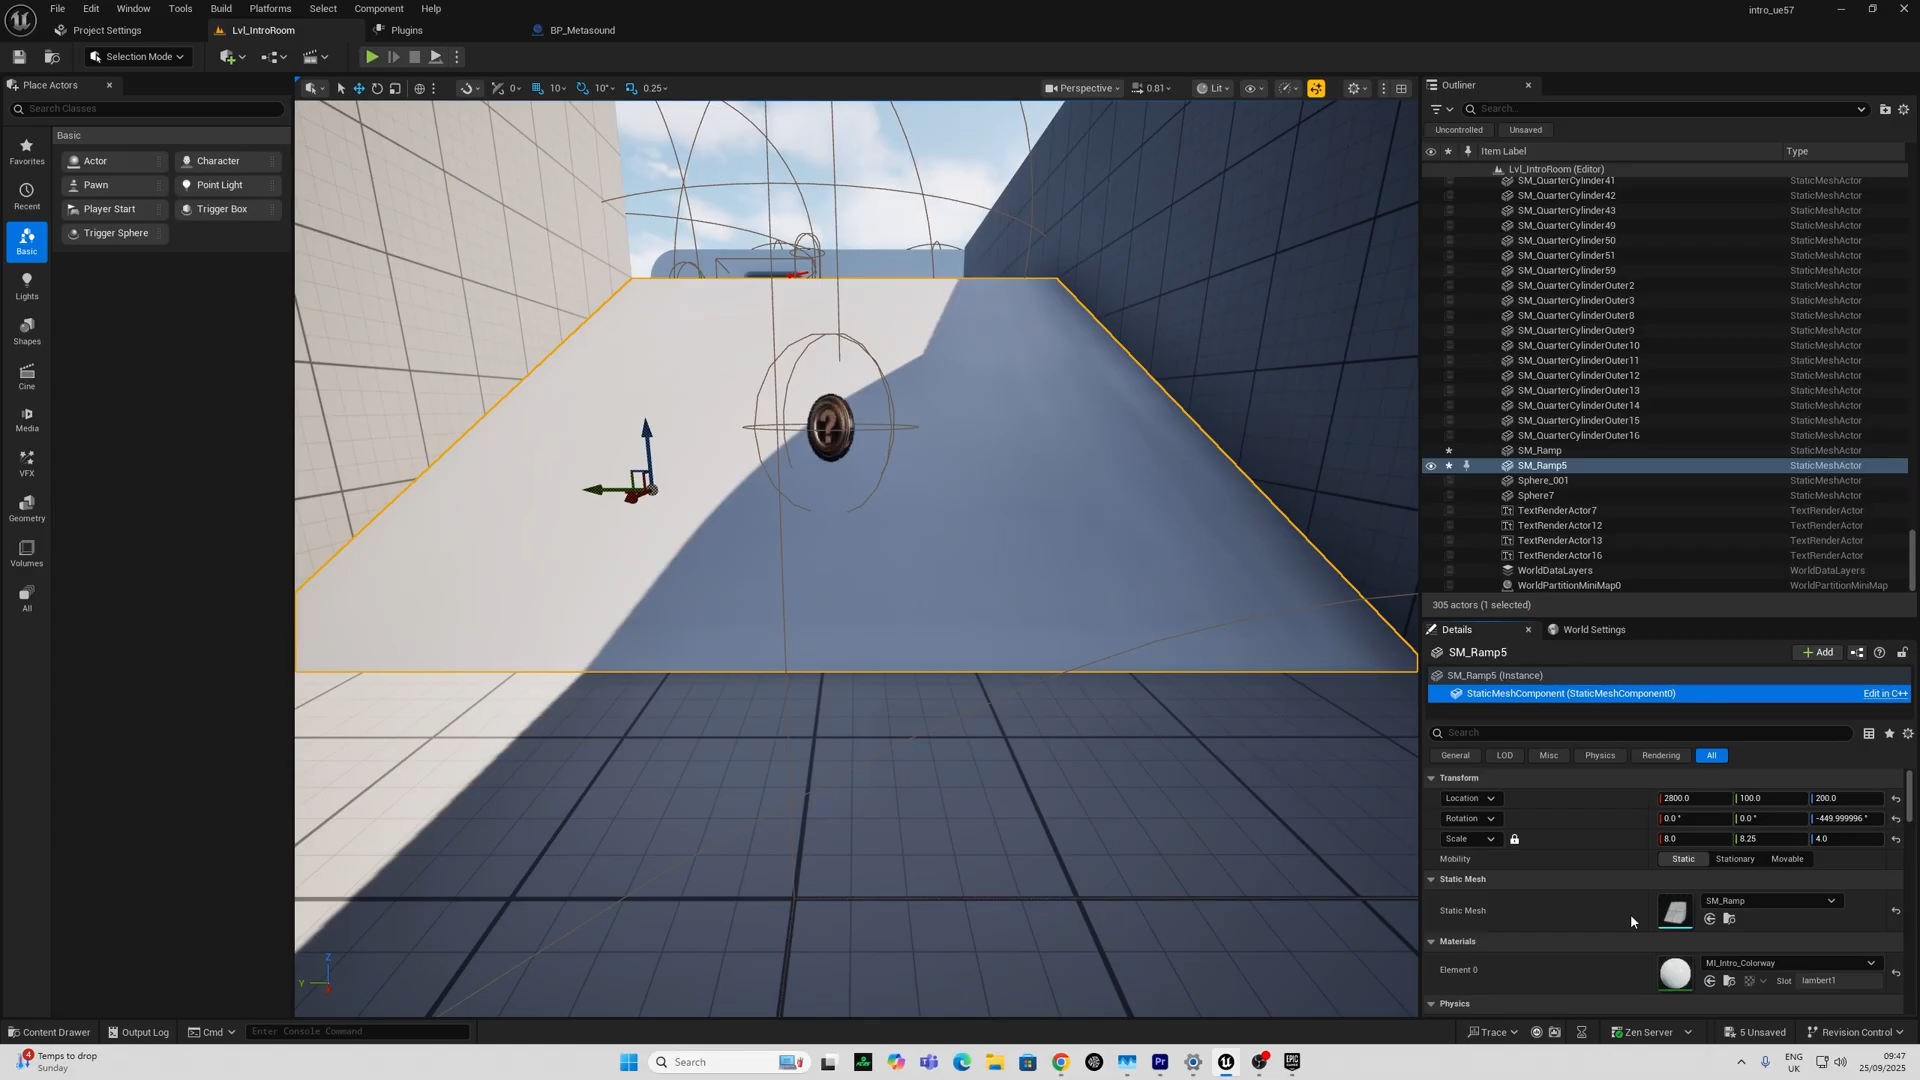 File Edit Window Tools Build Platforms Select Component Help
intro_ue57
Project Settings Lvl_IntroRoom Plugins BP_Metasound
Selection Mode
Place Actors
Search Classes
Favorites
Recent
Basic
Lights
Shapes
Cine
Media
VFX
Geometry
Volumes
All
Basic
Actor Character
Pawn Point Light
Player Start Trigger Box
Trigger Sphere
0 10 10° 0.25
Perspective 0.81 Lit
?
Z
Y
X
Outliner
Search...
Uncontrolled Unsaved
Item Label Type
Lvl_IntroRoom (Editor)
SM_QuarterCylinder41 StaticMeshActor
SM_QuarterCylinder42 StaticMeshActor
SM_QuarterCylinder43 StaticMeshActor
SM_QuarterCylinder49 StaticMeshActor
SM_QuarterCylinder50 StaticMeshActor
SM_QuarterCylinder51 StaticMeshActor
SM_QuarterCylinder59 StaticMeshActor
SM_QuarterCylinderOuter2 StaticMeshActor
SM_QuarterCylinderOuter3 StaticMeshActor
SM_QuarterCylinderOuter8 StaticMeshActor
SM_QuarterCylinderOuter9 StaticMeshActor
SM_QuarterCylinderOuter10 StaticMeshActor
SM_QuarterCylinderOuter11 StaticMeshActor
SM_QuarterCylinderOuter12 StaticMeshActor
SM_QuarterCylinderOuter13 StaticMeshActor
SM_QuarterCylinderOuter14 StaticMeshActor
SM_QuarterCylinderOuter15 StaticMeshActor
SM_QuarterCylinderOuter16 StaticMeshActor
SM_Ramp StaticMeshActor
SM_Ramp5 StaticMeshActor
Sphere_001 StaticMeshActor
Sphere7 StaticMeshActor
TextRenderActor7 TextRenderActor
TextRenderActor12 TextRenderActor
TextRenderActor13 TextRenderActor
TextRenderActor16 TextRenderActor
WorldDataLayers WorldDataLayers
WorldPartitionMiniMap0 WorldPartitionMiniMap
305 actors (1 selected)
Details World Settings
SM_Ramp5 Add
SM_Ramp5 (Instance)
StaticMeshComponent (StaticMeshComponent0) Edit in C++
Search
General LOD Misc Physics Rendering All
Transform
Location 2800.0 100.0 200.0
Rotation 0.0 ° 0.0 ° -449.999996 °
Scale 8.0 8.25 4.0
Mobility Static Stationary Movable
Static Mesh
Static Mesh SM_Ramp
Materials
Element 0 MI_Intro_Colorway
Slot lambert1
Physics
Content Drawer Output Log Cmd Enter Console Command
Trace Zen Server 5 Unsaved Revision Control
4 Temps to drop
Sunday
Search
Pr
EPIC
ENG
UK
09:47
25/09/2025